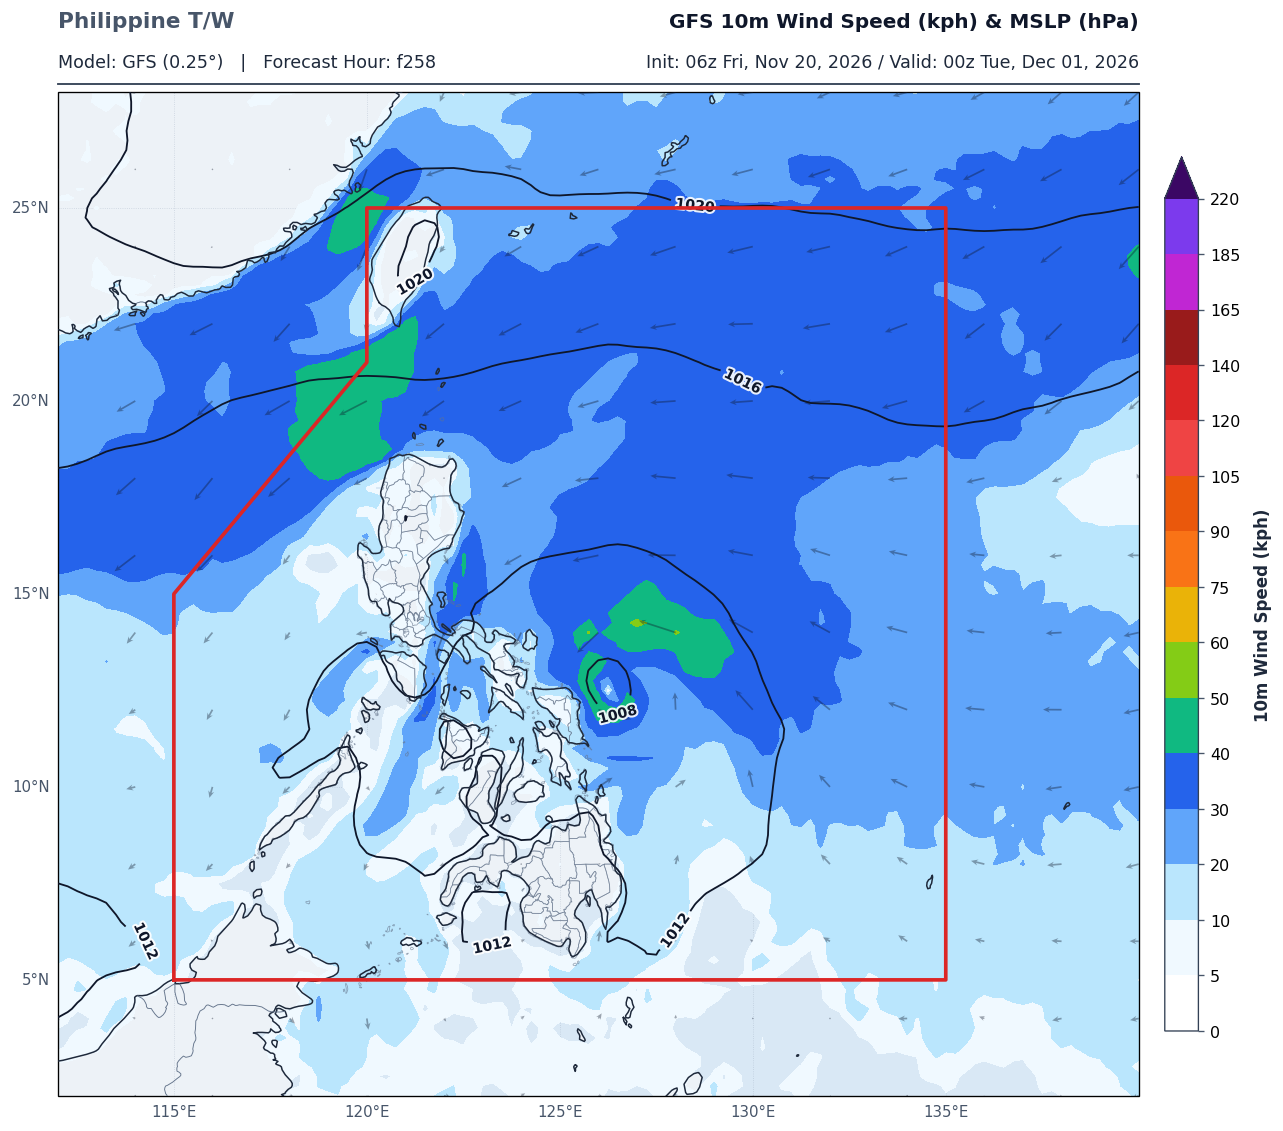 Philippine T/W
GFS 10m Wind Speed (kph) & MSLP (hPa)
Model: GFS (0.25°)   |   Forecast Hour: f258
Init: 06z Fri, Nov 20, 2026 / Valid: 00z Tue, Dec 01, 2026
1020
1020
1016
1008
1012
1012
1012
25°N
20°N
15°N
10°N
5°N
115°E
120°E
125°E
130°E
135°E
220
185
165
140
120
105
90
75
60
50
40
30
20
10
5
0
10m Wind Speed (kph)